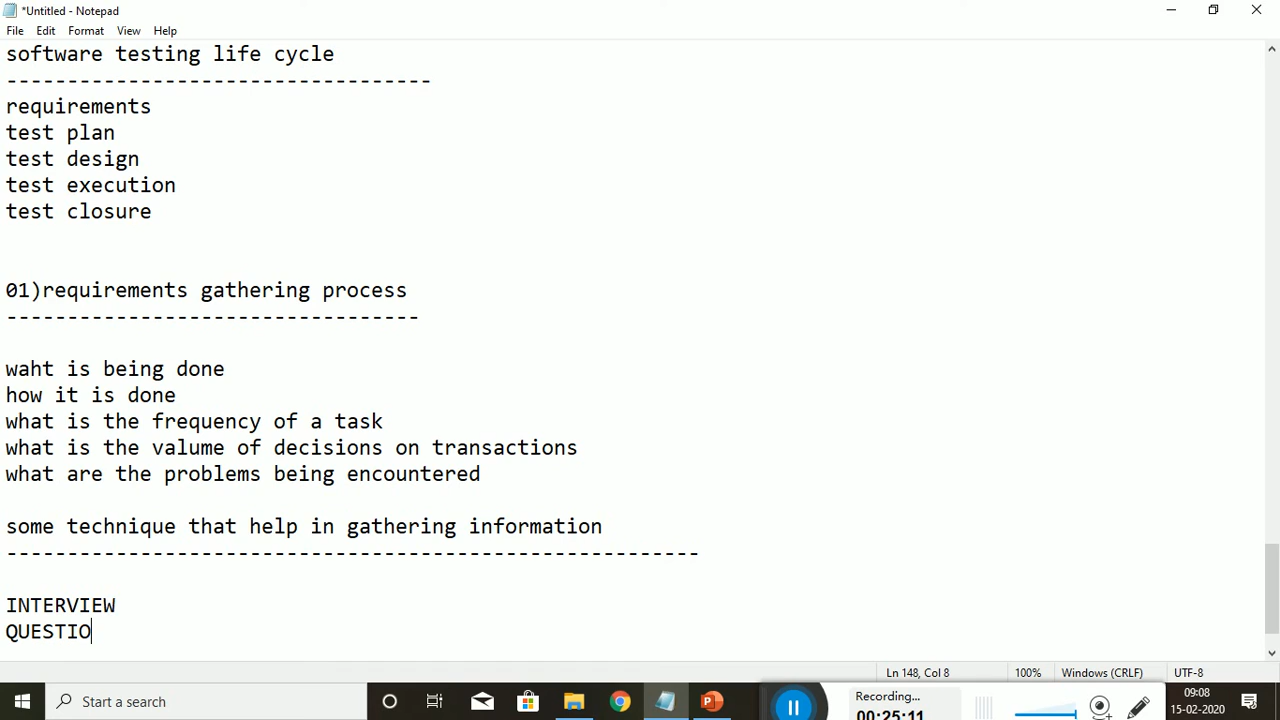 *Untitled - Notepad
File Edit Format View Help
software testing life cycle
-----------------------------------
requirements
test plan
test design
test execution
test closure
01)requirements gathering process
----------------------------------
waht is being done
how it is done
what is the frequency of a task
what is the valume of decisions on transactions
what are the problems being encountered
some technique that help in gathering information
---------------------------------------------------------
INTERVIEW
QUESTIO
Ln 148, Col 8 100% Windows (CRLF) UTF-8
Start a search
Recording...
00:25:11
09:08
15-02-2020